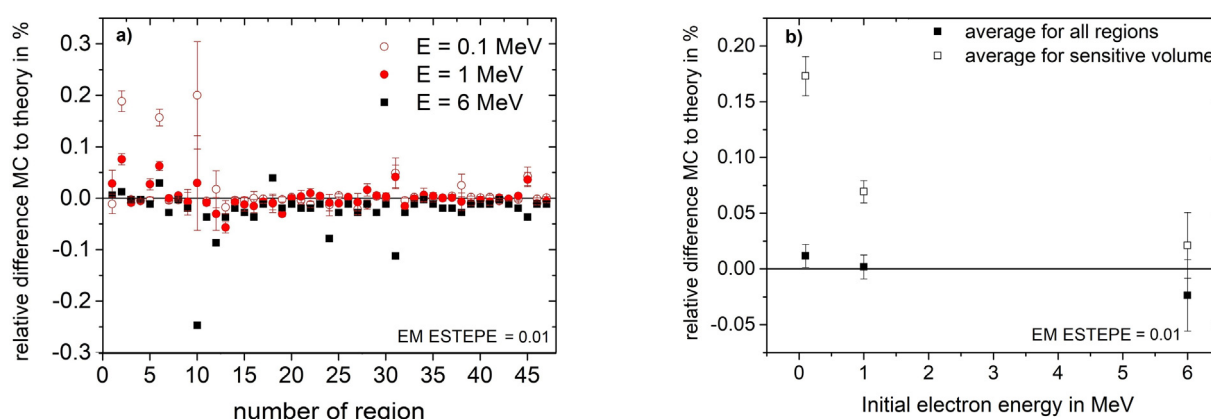 a)
E = 0.1 MeV
E = 1 MeV
E = 6 MeV
relative difference MC to theory in %
0.3
0.2
0.1
0.0
-0.1
-0.2
-0.3
EM ESTEPE = 0.01
0 5 10 15 20 25 30 35 40 45
number of region
b)
average for all regions
average for sensitive volume
relative difference MC to theory in %
0.20
0.15
0.10
0.05
0.00
-0.05
EM ESTEPE = 0.01
0 1 2 3 4 5 6
Initial electron energy in MeV